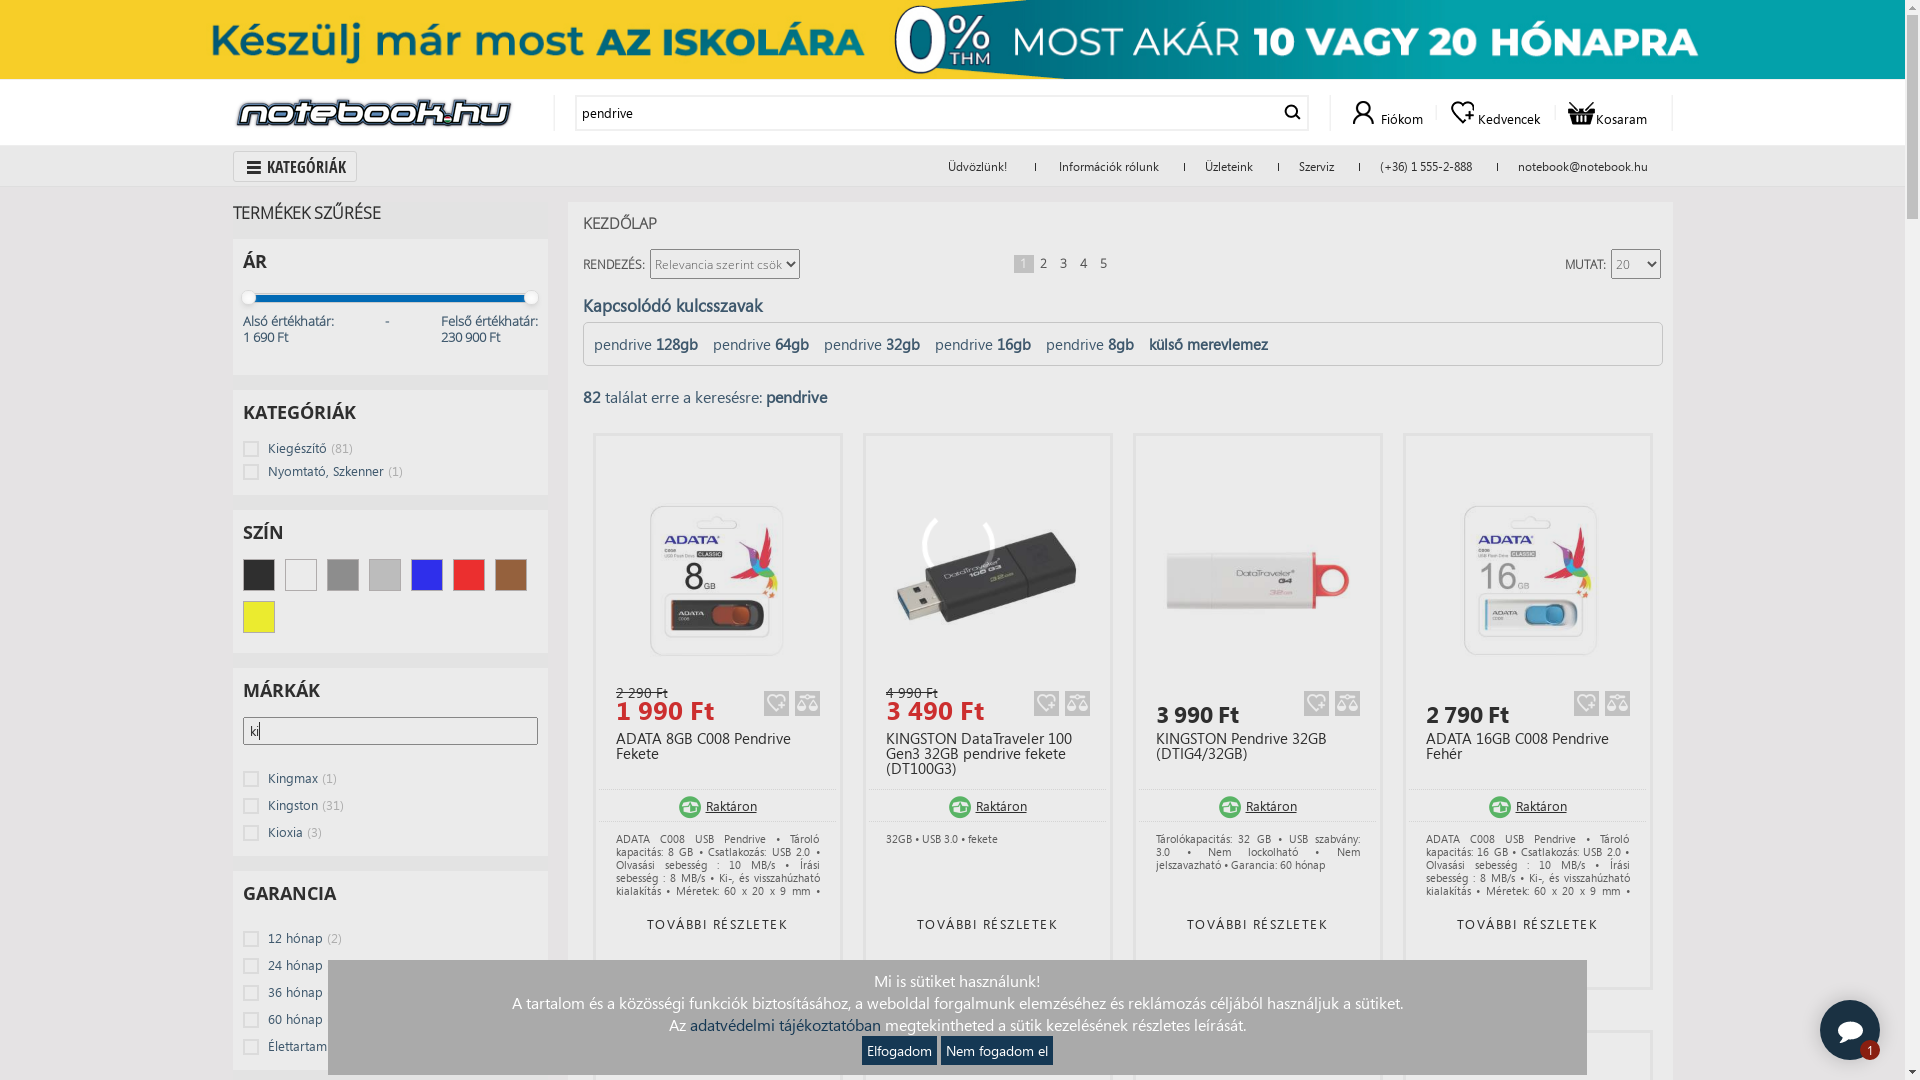 Készülj már most AZ ISKOLÁRA 0% THM MOST AKÁR 10 VAGY 20 HÓNAPRA
notebook.hu
pendrive
Fiókom
Kedvencek
Kosaram
KATEGÓRIÁK
Üdvözlünk!
Információk rólunk
Üzleteink
Szerviz
(+36) 1 555-2-888
notebook@notebook.hu
TERMÉKEK SZŰRÉSE
ÁR
Alsó értékhatár: - Felső értékhatár:
1 690 Ft 230 900 Ft
KATEGÓRIÁK
Kiegészítő (81)
Nyomtató, Szkenner (1)
SZÍN
MÁRKÁK
ki
Kingmax (1)
Kingston (31)
Kioxia (3)
GARANCIA
12 hónap (2)
24 hónap
36 hónap
60 hónap
Élettartam
KEZDŐLAP
RENDEZÉS: Relevancia szerint csök
1 2 3 4 5
MUTAT: 20
Kapcsolódó kulcsszavak
pendrive 128gb pendrive 64gb pendrive 32gb pendrive 16gb pendrive 8gb külső merevlemez
82 találat erre a keresésre: pendrive
ADATA
CLASSIC
8GB
2 290 Ft
1 990 Ft
ADATA 8GB C008 Pendrive
Fekete
Raktáron
ADATA C008 USB Pendrive • Tároló
kapacitás: 8 GB • Csatlakozás: USB 2.0 •
Olvasási sebesség : 10 MB/s • Írási
sebesség : 8 MB/s • Ki-, és visszahúzható
kialakítás • Méretek: 60 x 20 x 9 mm •
TOVÁBBI RÉSZLETEK
DataTraveler 100 G3
32GB
4 990 Ft
3 490 Ft
KINGSTON DataTraveler 100
Gen3 32GB pendrive fekete
(DT100G3)
Raktáron
32GB • USB 3.0 • fekete
TOVÁBBI RÉSZLETEK
DataTraveler G4
32GB
3 990 Ft
KINGSTON Pendrive 32GB
(DTIG4/32GB)
Raktáron
Tárolókapacitás: 32 GB • USB szabvány:
3.0 • Nem lockolható • Nem
jelszavazható • Garancia: 60 hónap
TOVÁBBI RÉSZLETEK
ADATA
CLASSIC
16GB
2 790 Ft
ADATA 16GB C008 Pendrive
Fehér
Raktáron
ADATA C008 USB Pendrive • Tároló
kapacitás: 16 GB • Csatlakozás: USB 2.0 •
Olvasási sebesség : 10 MB/s • Írási
sebesség : 8 MB/s • Ki-, és visszahúzható
kialakítás • Méretek: 60 x 20 x 9 mm •
TOVÁBBI RÉSZLETEK
Mi is sütiket használunk!
A tartalom és a közösségi funkciók biztosításához, a weboldal forgalmunk elemzéséhez és reklámozás céljából használjuk a sütiket.
Az adatvédelmi tájékoztatóban megtekintheted a sütik kezelésének részletes leírását.
Elfogadom
Nem fogadom el
1